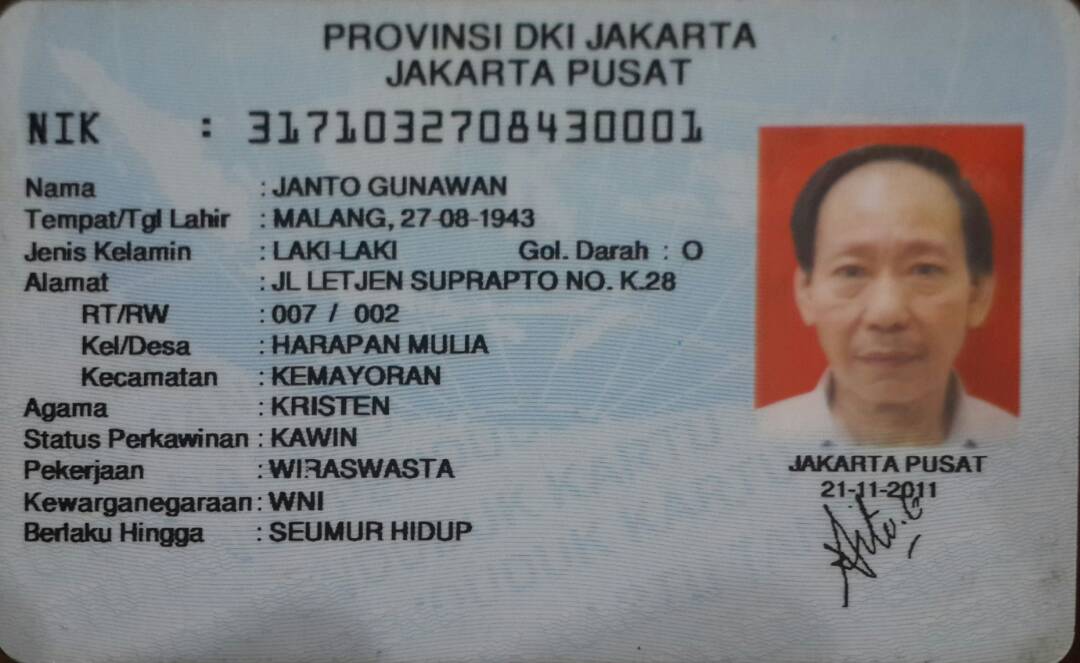 PROVINSI DKI JAKARTA
JAKARTA PUSAT
NIK : 3171032708430001
Nama : JANTO GUNAWAN
Tempat/Tgl Lahir : MALANG, 27-08-1943
Jenis Kelamin : LAKI-LAKI Gol. Darah : O
Alamat : JL LETJEN SUPRAPTO NO. K.28
RT/RW : 007 / 002
Kel/Desa : HARAPAN MULIA
Kecamatan : KEMAYORAN
Agama : KRISTEN
Status Perkawinan : KAWIN
Pekerjaan : WIRASWASTA
Kewarganegaraan : WNI
Berlaku Hingga : SEUMUR HIDUP
JAKARTA PUSAT
21-11-2011